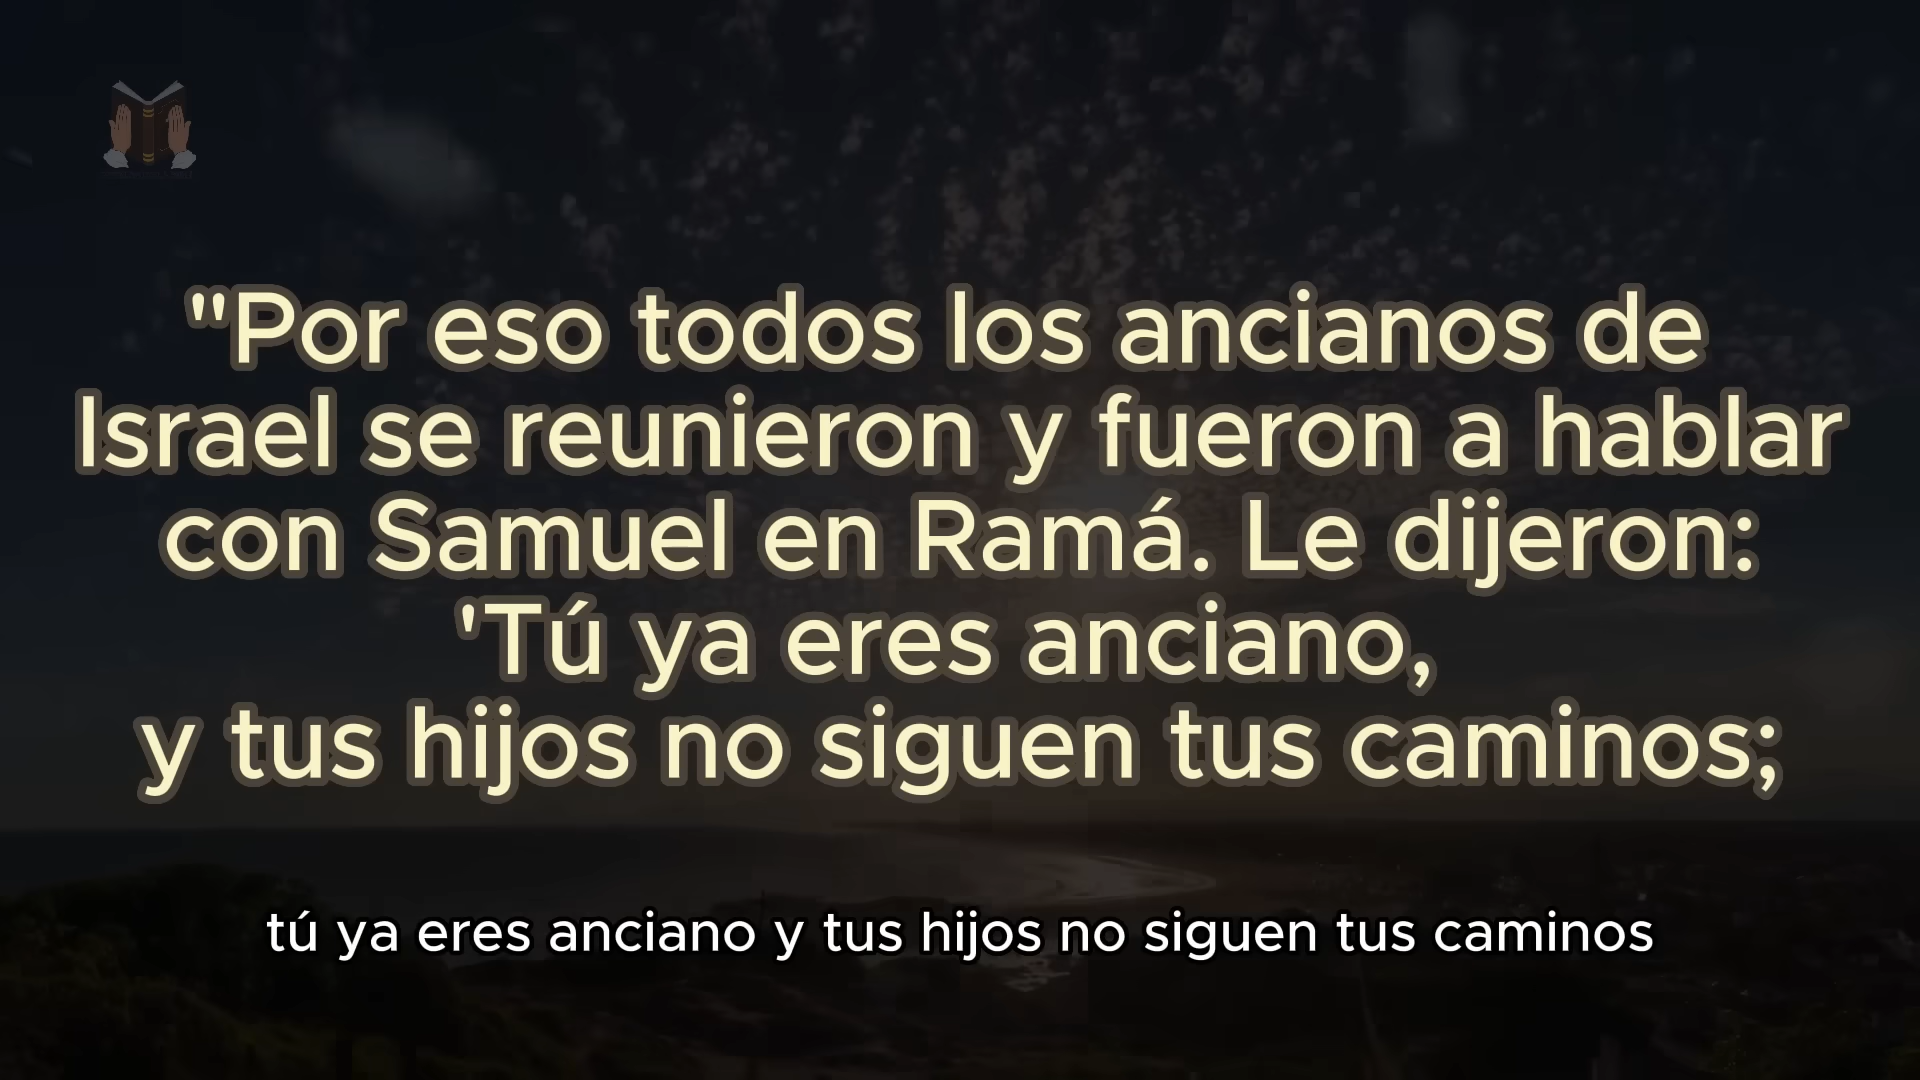 "Por eso todos los ancianos de
Israel se reunieron y fueron a hablar
con Samuel en Ramá. Le dijeron:
'Tú ya eres anciano,
y tus hijos no siguen tus caminos;
tú ya eres anciano y tus hijos no siguen tus caminos